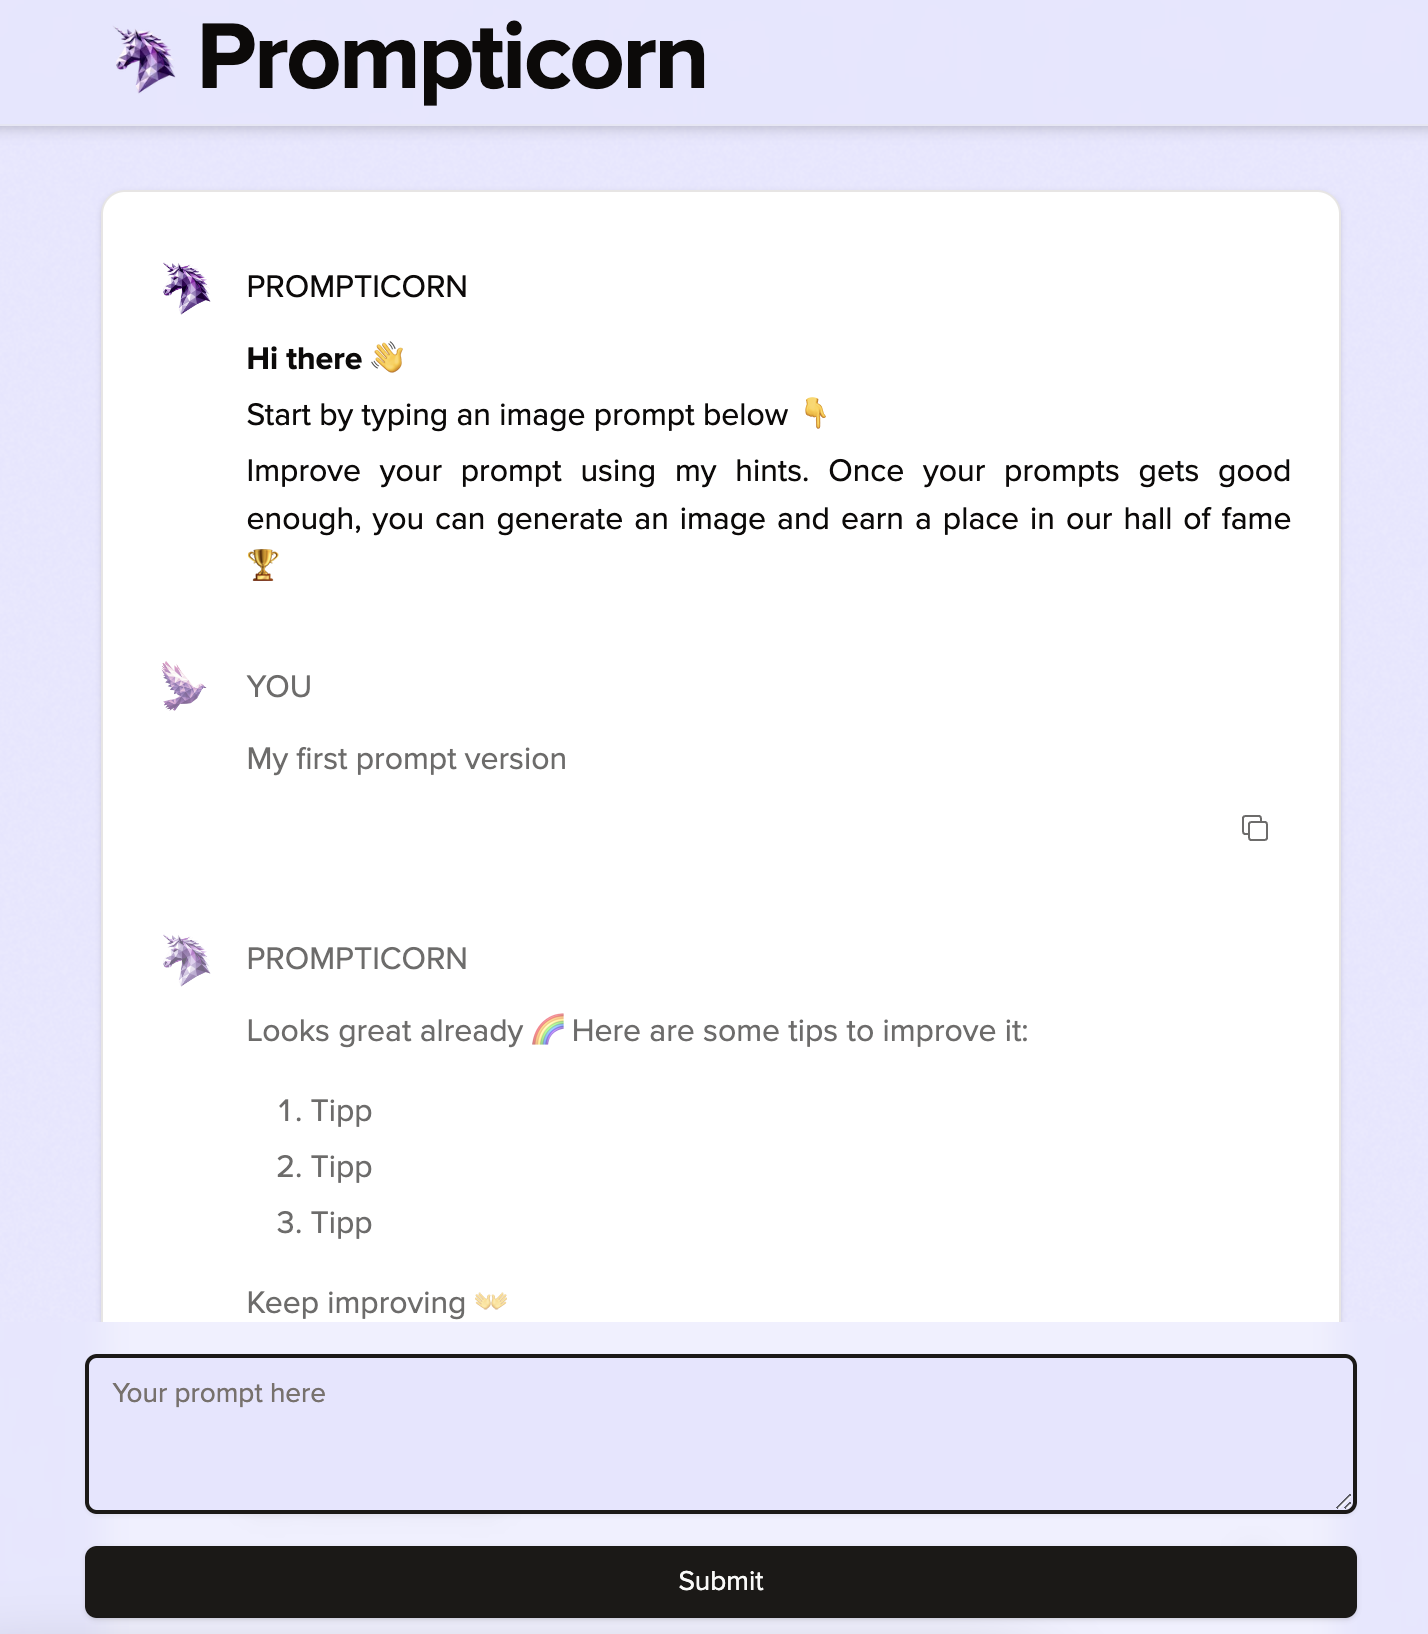 Prompticorn
PROMPTICORN
Hi there 👋
Start by typing an image prompt below 👇
Improve your prompt using my hints. Once your prompts gets good
enough, you can generate an image and earn a place in our hall of fame
🏆
YOU
My first prompt version
PROMPTICORN
Looks great already 🌈 Here are some tips to improve it:
1. Tipp
2. Tipp
3. Tipp
Keep improving 👐
Your prompt here
Submit